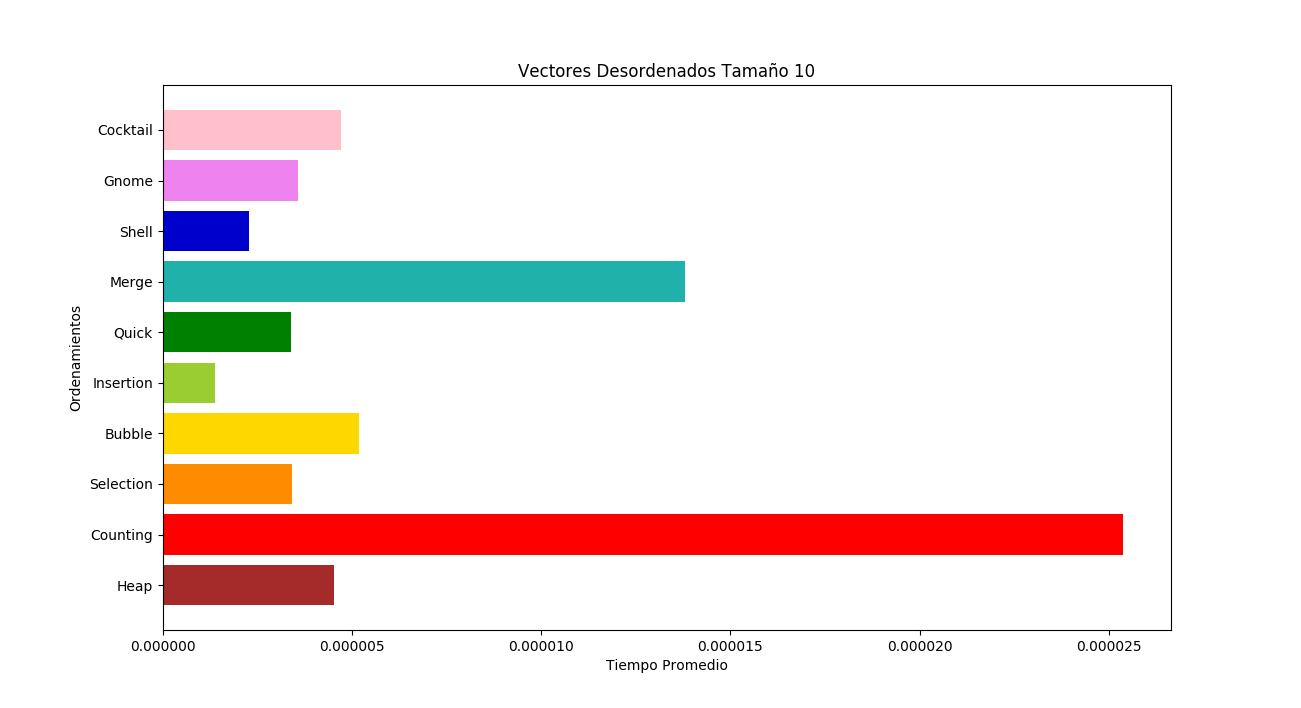 Vectores Desordenados Tamaño 10
Cocktail
Gnome
Shell
Merge
Quick
Insertion
Bubble
Selection
Counting
Heap
Ordenamientos
0.000000 0.000005 0.000010 0.000015 0.000020 0.000025
Tiempo Promedio